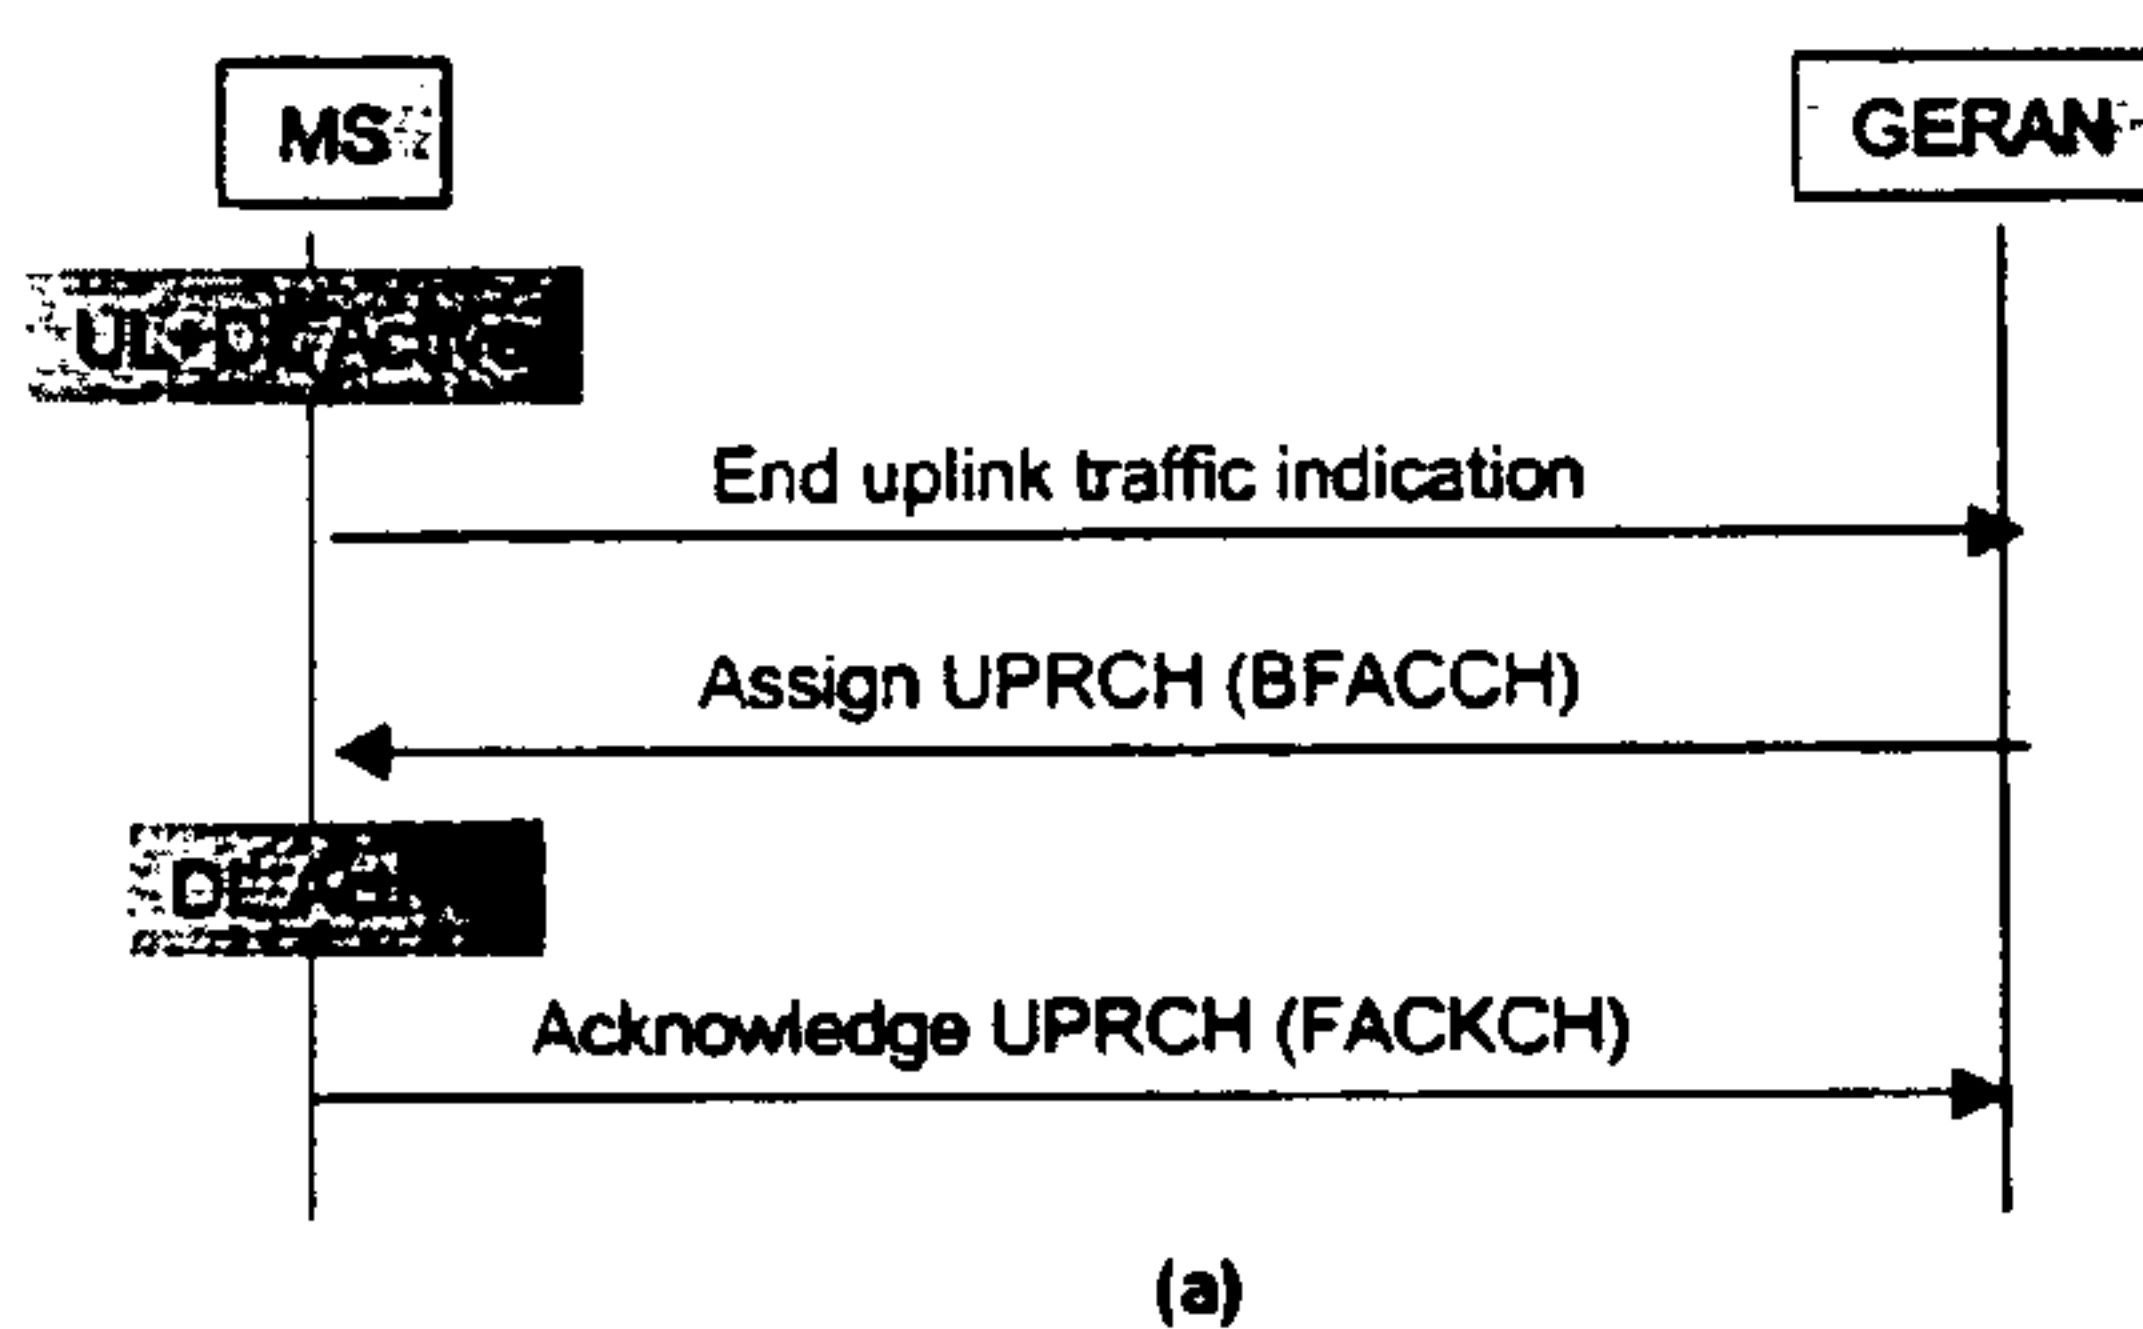 MS
GERAN
End uplink traffic indication
Assign UPRCH (BFACCH)
Acknowledge UPRCH (FACKCH)
(a)